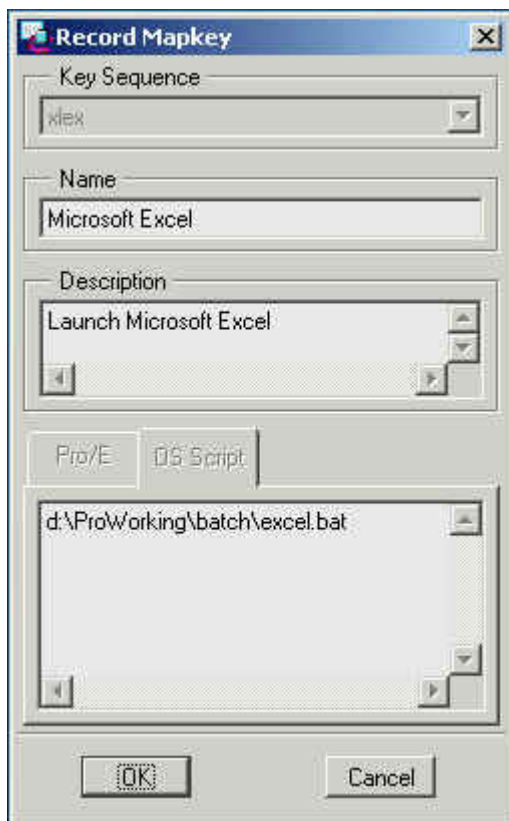 Record Mapkey
Key Sequence
xlex
Name
Microsoft Excel
Description
Launch Microsoft Excel
Pro/E OS Script
d:\ProWorking\batch\excel.bat
OK Cancel